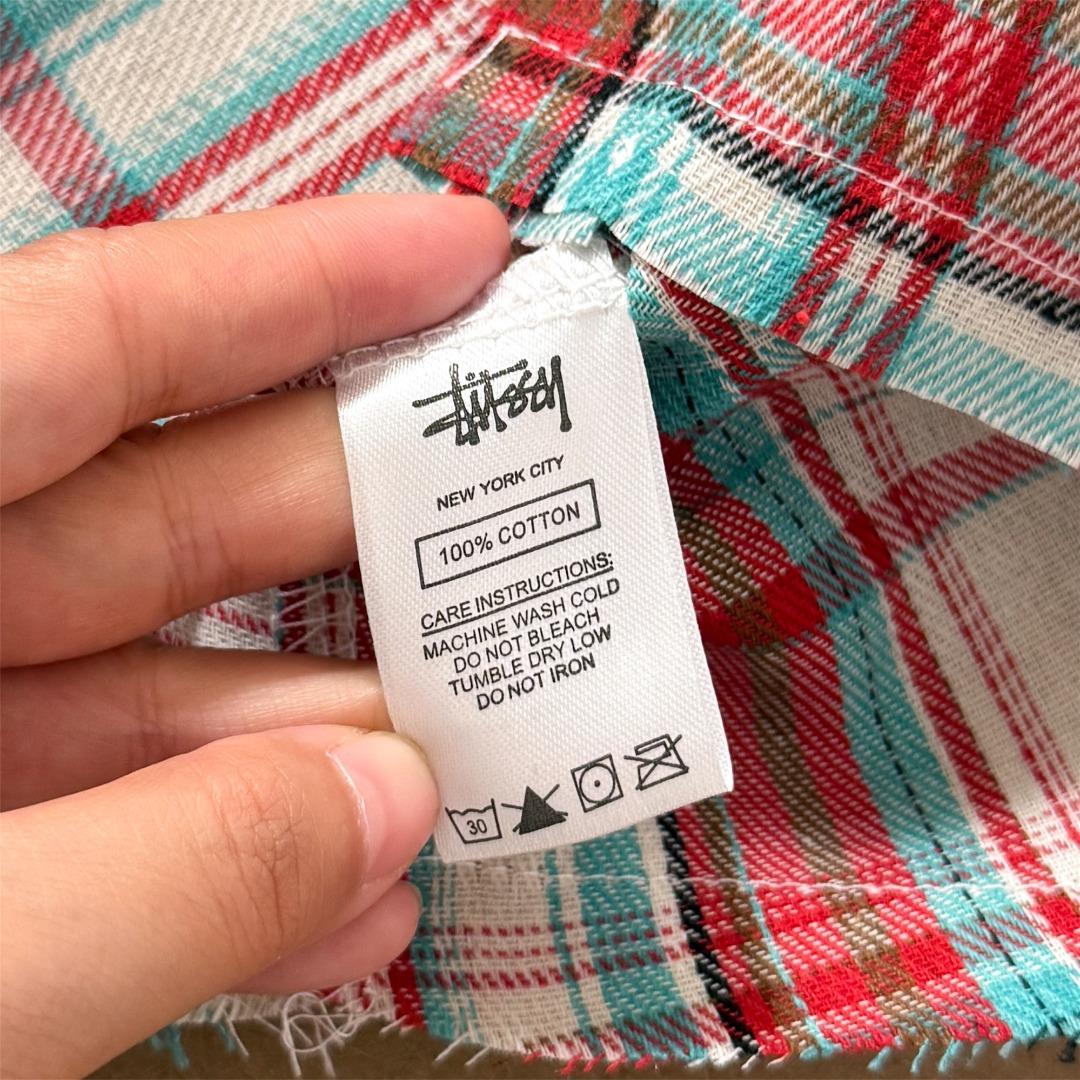 Stüssy
NEW YORK CITY
100% COTTON
CARE INSTRUCTIONS:
MACHINE WASH COLD
DO NOT BLEACH
TUMBLE DRY LOW
DO NOT IRON
30